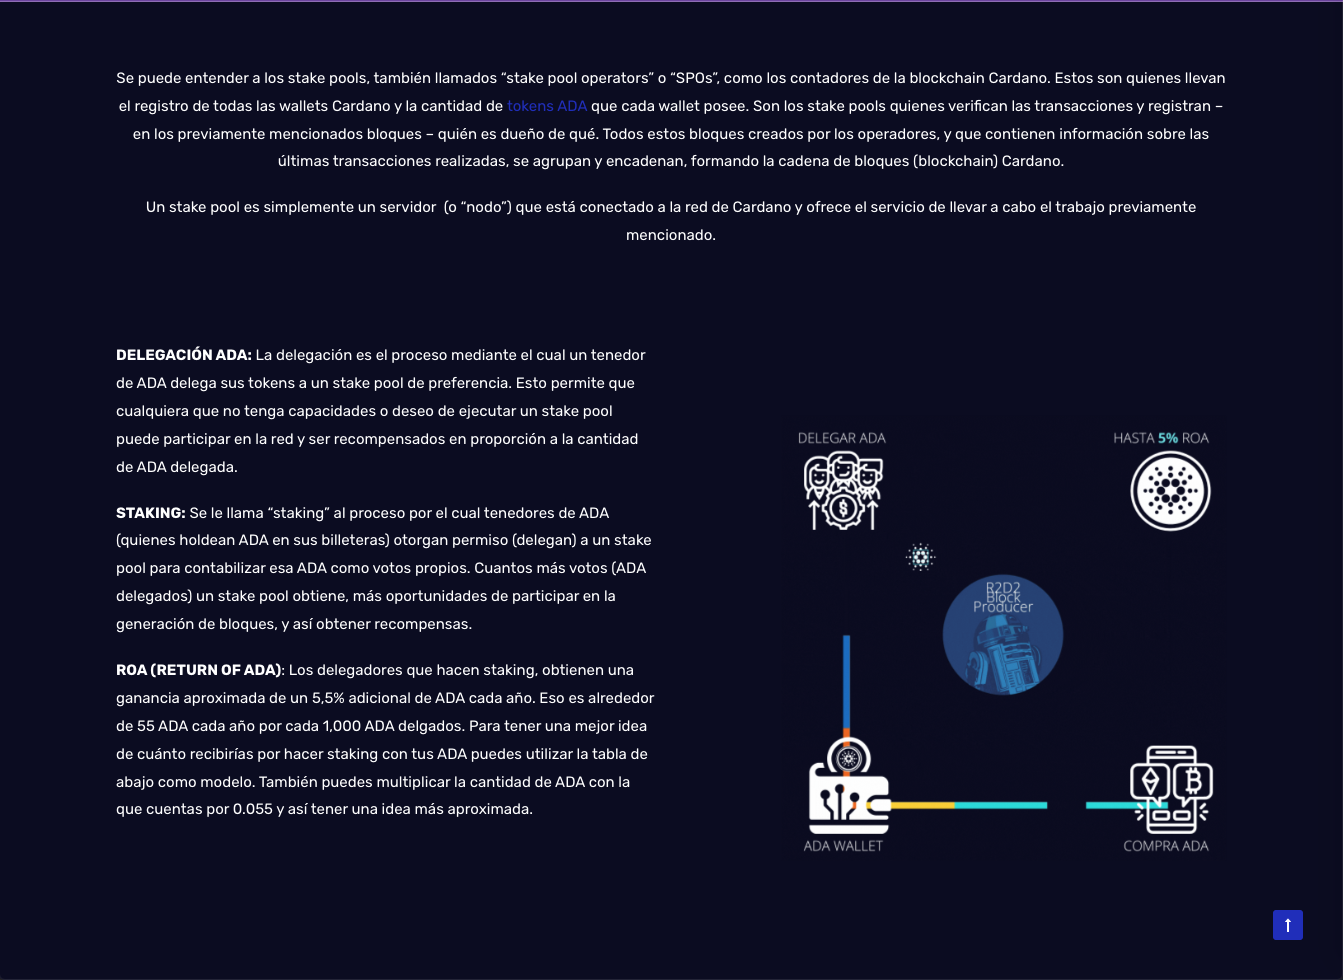 Se puede entender a los stake pools, también llamados “stake pool operators” o “SPOs”, como los contadores de la blockchain Cardano. Estos son quienes llevan
el registro de todas las wallets Cardano y la cantidad de tokens ADA que cada wallet posee. Son los stake pools quienes verifican las transacciones y registran –
en los previamente mencionados bloques – quién es dueño de qué. Todos estos bloques creados por los operadores, y que contienen información sobre las
últimas transacciones realizadas, se agrupan y encadenan, formando la cadena de bloques (blockchain) Cardano.
Un stake pool es simplemente un servidor  (o “nodo”) que está conectado a la red de Cardano y ofrece el servicio de llevar a cabo el trabajo previamente
mencionado.
DELEGACIÓN ADA: La delegación es el proceso mediante el cual un tenedor
de ADA delega sus tokens a un stake pool de preferencia. Esto permite que
cualquiera que no tenga capacidades o deseo de ejecutar un stake pool
puede participar en la red y ser recompensados en proporción a la cantidad
de ADA delegada.
STAKING: Se le llama “staking” al proceso por el cual tenedores de ADA
(quienes holdean ADA en sus billeteras) otorgan permiso (delegan) a un stake
pool para contabilizar esa ADA como votos propios. Cuantos más votos (ADA
delegados) un stake pool obtiene, más oportunidades de participar en la
generación de bloques, y así obtener recompensas.
ROA (RETURN OF ADA): Los delegadores que hacen staking, obtienen una
ganancia aproximada de un 5,5% adicional de ADA cada año. Eso es alrededor
de 55 ADA cada año por cada 1,000 ADA delgados. Para tener una mejor idea
de cuánto recibirías por hacer staking con tus ADA puedes utilizar la tabla de
abajo como modelo. También puedes multiplicar la cantidad de ADA con la
que cuentas por 0.055 y así tener una idea más aproximada.
DELEGAR ADA
HASTA 5% ROA
R2D2
Block
Producer
ADA WALLET
COMPRA ADA